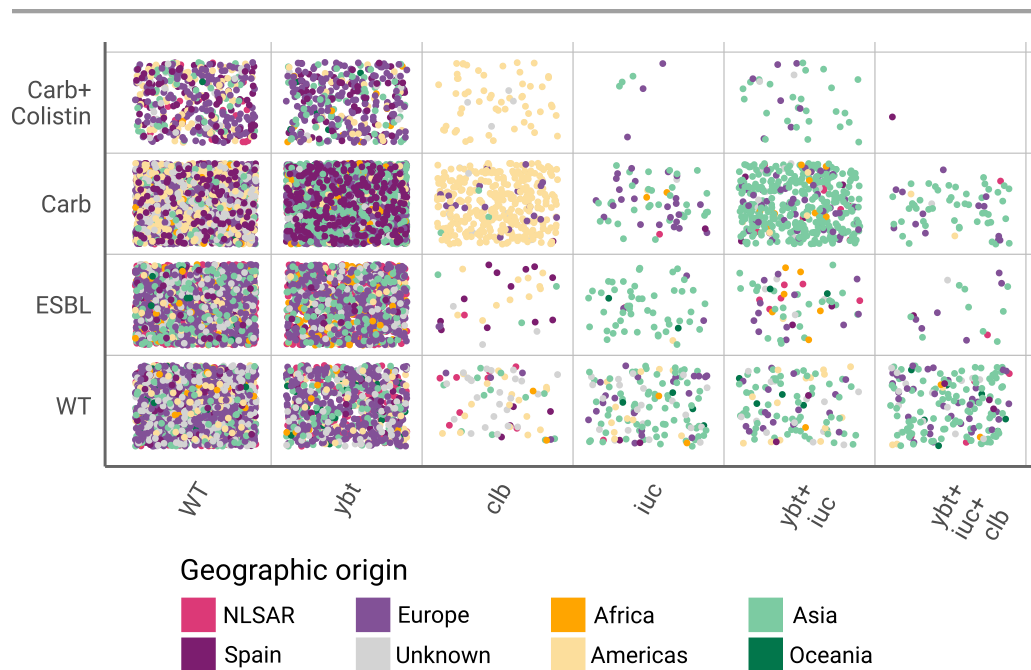 Carb+
Colistin
Carb
ESBL
WT
WT
ybt
clb
iuc
ybt+
iuc
ybt+
iuc+
clb
Geographic origin
NLSAR
Europe
Africa
Asia
Spain
Unknown
Americas
Oceania